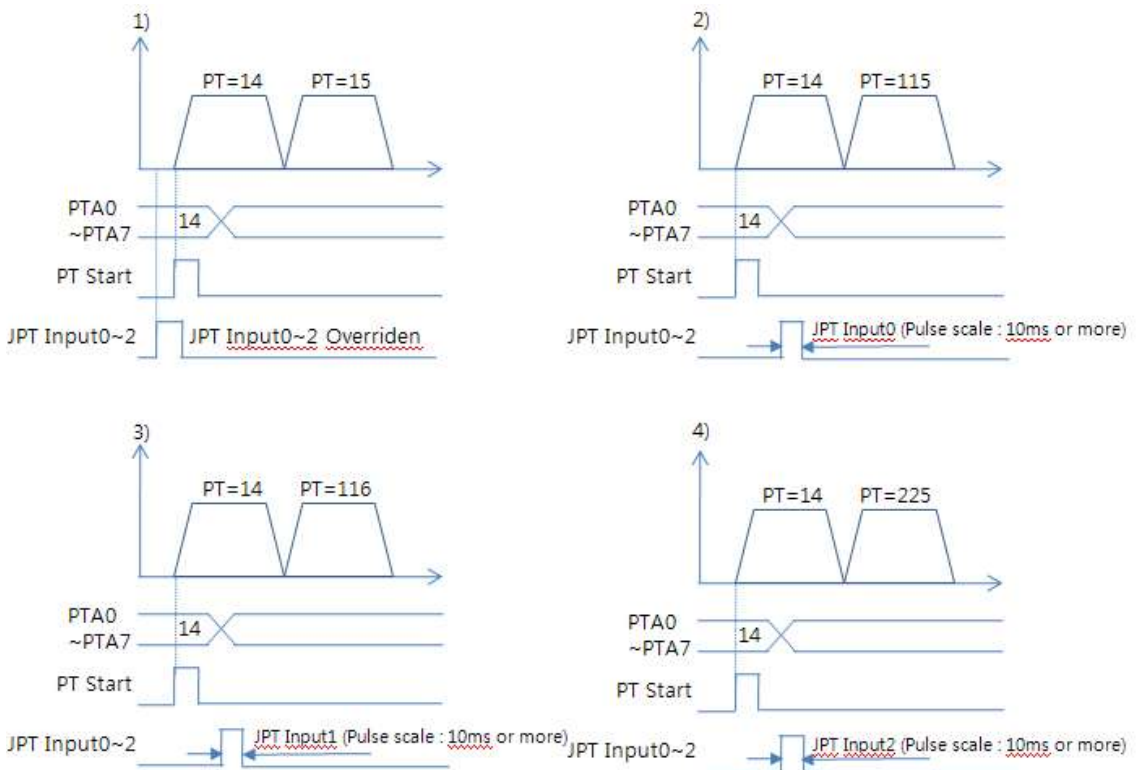 1)
PT=14 PT=15
PTA0
~PTA7
14
PT Start
JPT Input0~2
JPT Input0~2 Overriden
2)
PT=14 PT=115
PTA0
~PTA7
14
PT Start
JPT Input0~2
JPT Input0 (Pulse scale : 10ms or more)
3)
PT=14 PT=116
PTA0
~PTA7
14
PT Start
JPT Input0~2
JPT Input1 (Pulse scale : 10ms or more)
4)
PT=14 PT=225
PTA0
~PTA7
14
PT Start
JPT Input0~2
JPT Input2 (Pulse scale : 10ms or more)